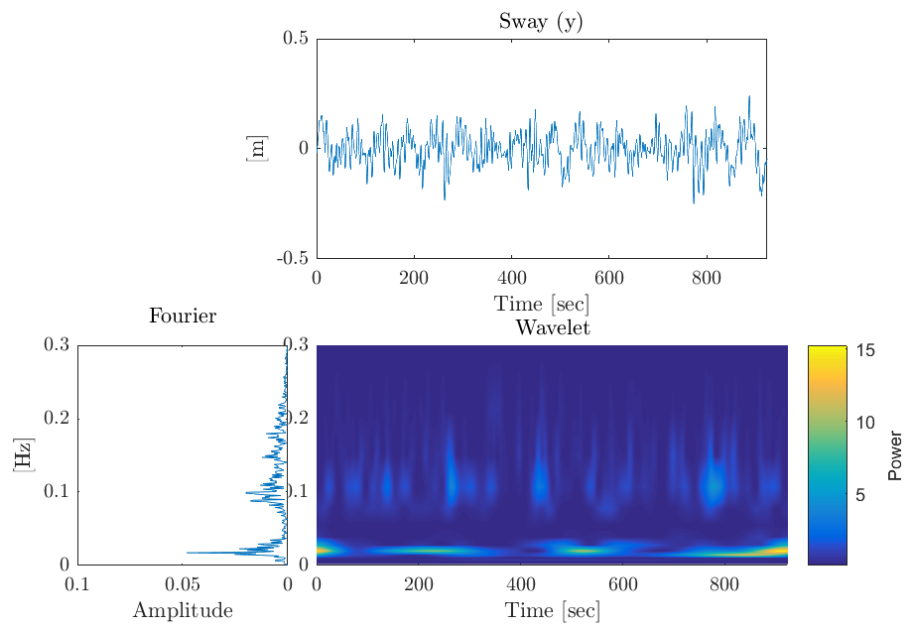 Sway (y)
0.5
0
-0.5
[m]
0 200 400 600 800
Time [sec]
Fourier
Wavelet
0.3
0.2
0.1
0
[Hz]
0.1 0.05 0
Amplitude
0.3
0.2
0.1
0
0 200 400 600 800
Time [sec]
15
10
5
Power